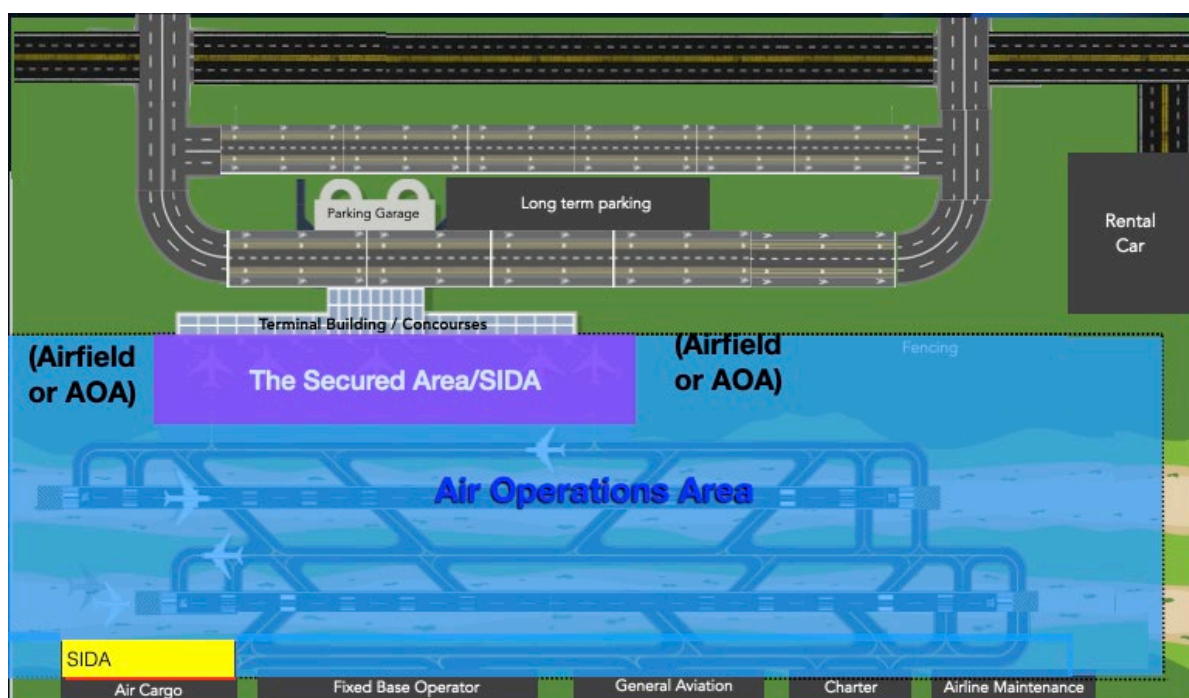 Parking Garage
Long term parking
Rental
Car
Terminal Building / Concourses
(Airfield
or AOA)
The Secured Area/SIDA
(Airfield
or AOA)
Fencing
Air Operations Area
SIDA
Air Cargo
Fixed Base Operator
General Aviation
Charter
Airline Maintenance